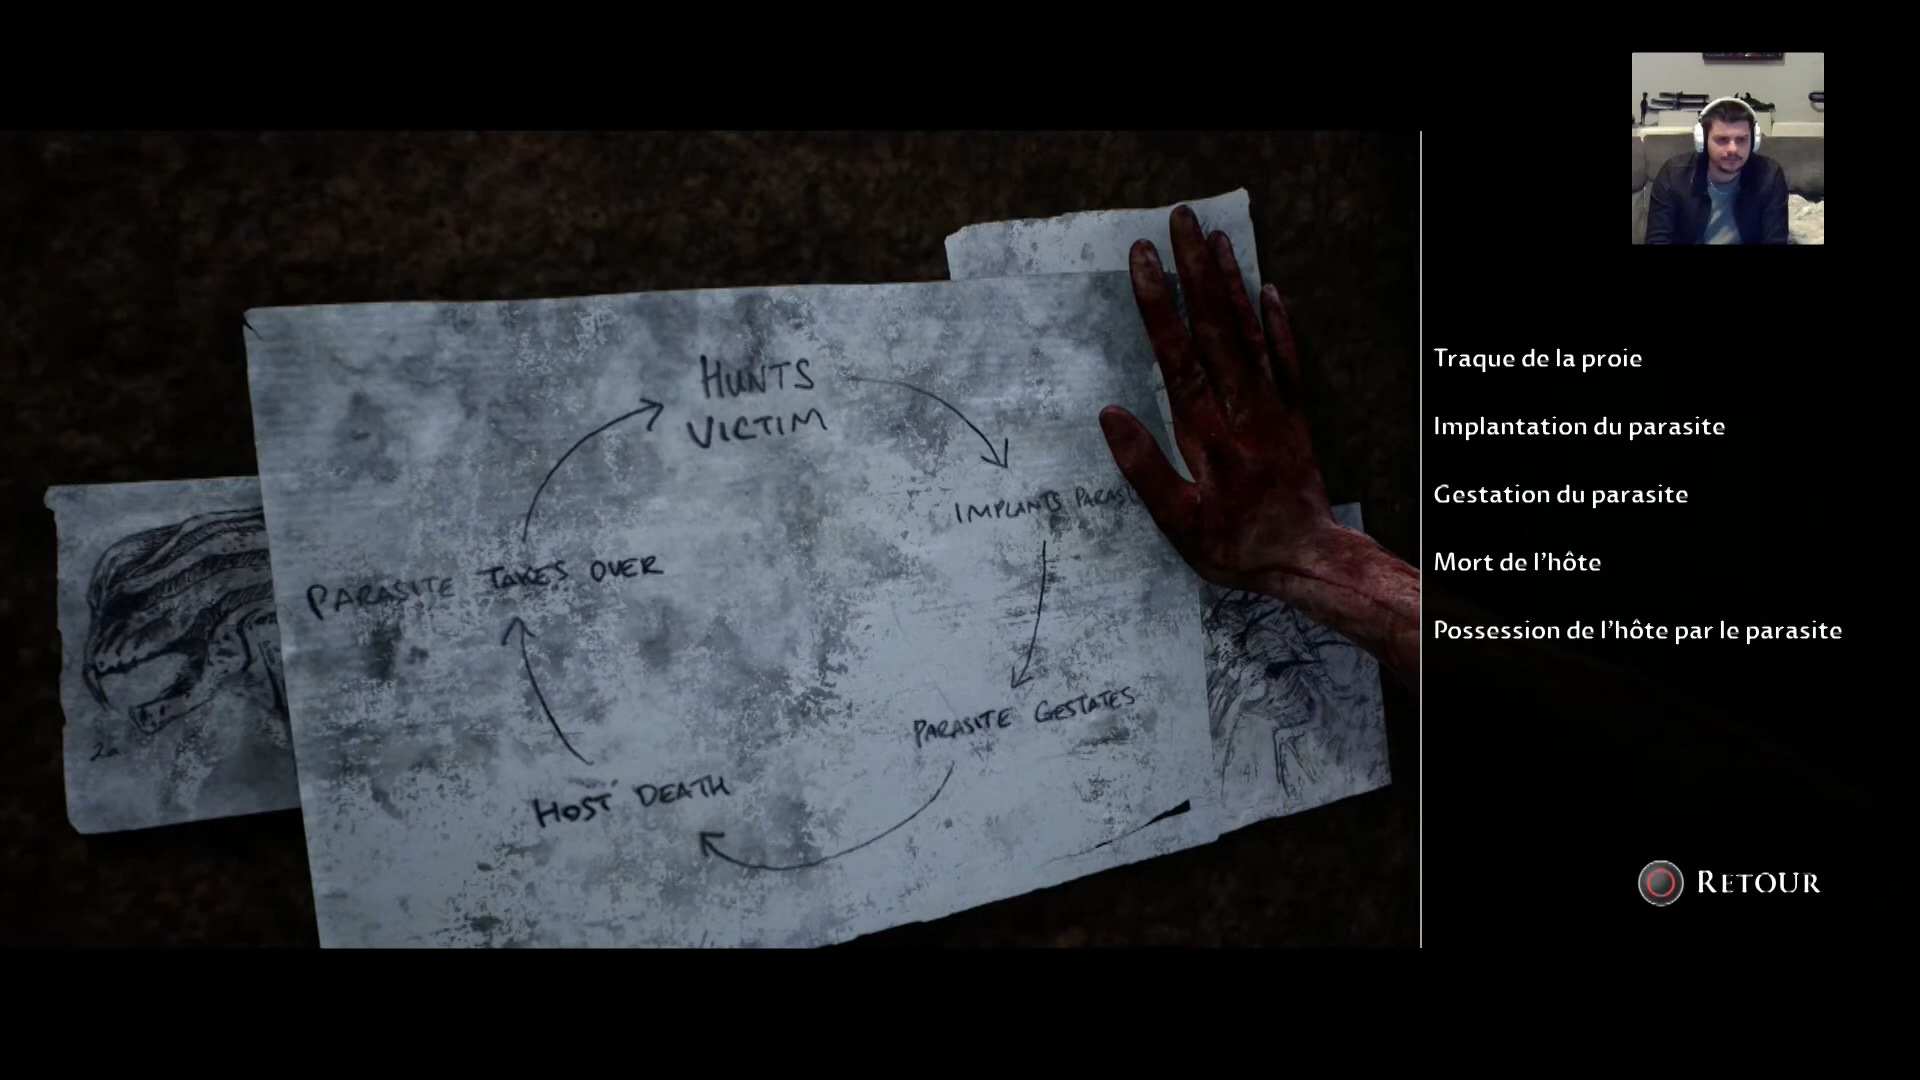 HUNTS
VICTIM
IMPLANTS
PARASITE TAKES OVER
PARASITE GESTATES
HOST DEATH
2a
Traque de la proie
Implantation du parasite
Gestation du parasite
Mort de l'hôte
Possession de l'hôte par le parasite
RETOUR